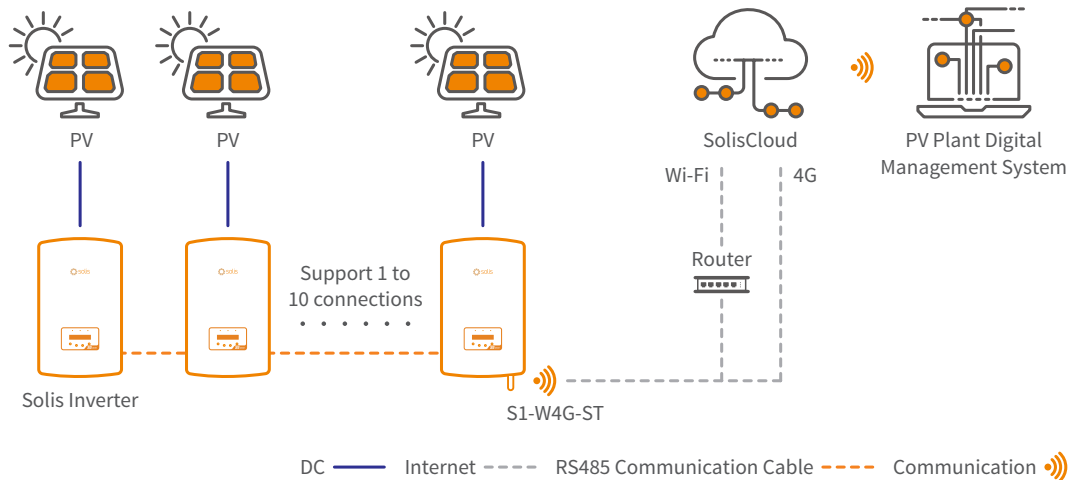 PV
PV
PV
SolisCloud
PV Plant Digital
Management System
Wi-Fi
4G
solis
solis
solis
Support 1 to
10 connections
Router
Solis Inverter
S1-W4G-ST
DC
Internet
RS485 Communication Cable
Communication